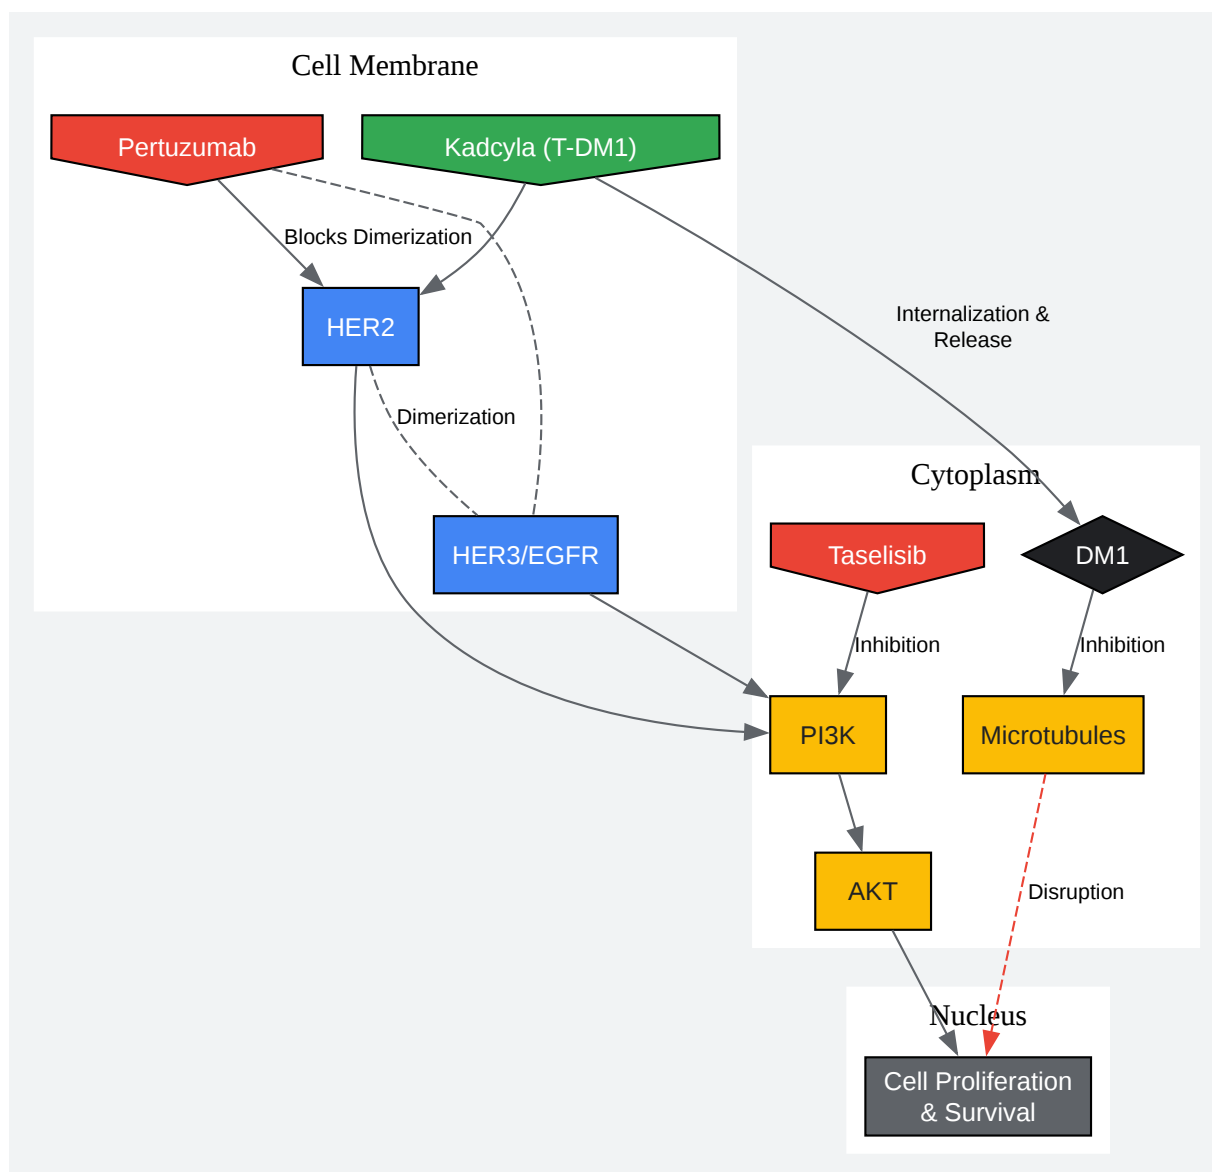 Cell Membrane
Pertuzumab
Kadcyla (T-DM1)
Blocks Dimerization
HER2
Internalization &
Release
Dimerization
Cytoplasm
HER3/EGFR
Taselisib
DM1
Inhibition
Inhibition
PI3K
Microtubules
AKT
Disruption
Nucleus
Cell Proliferation
& Survival